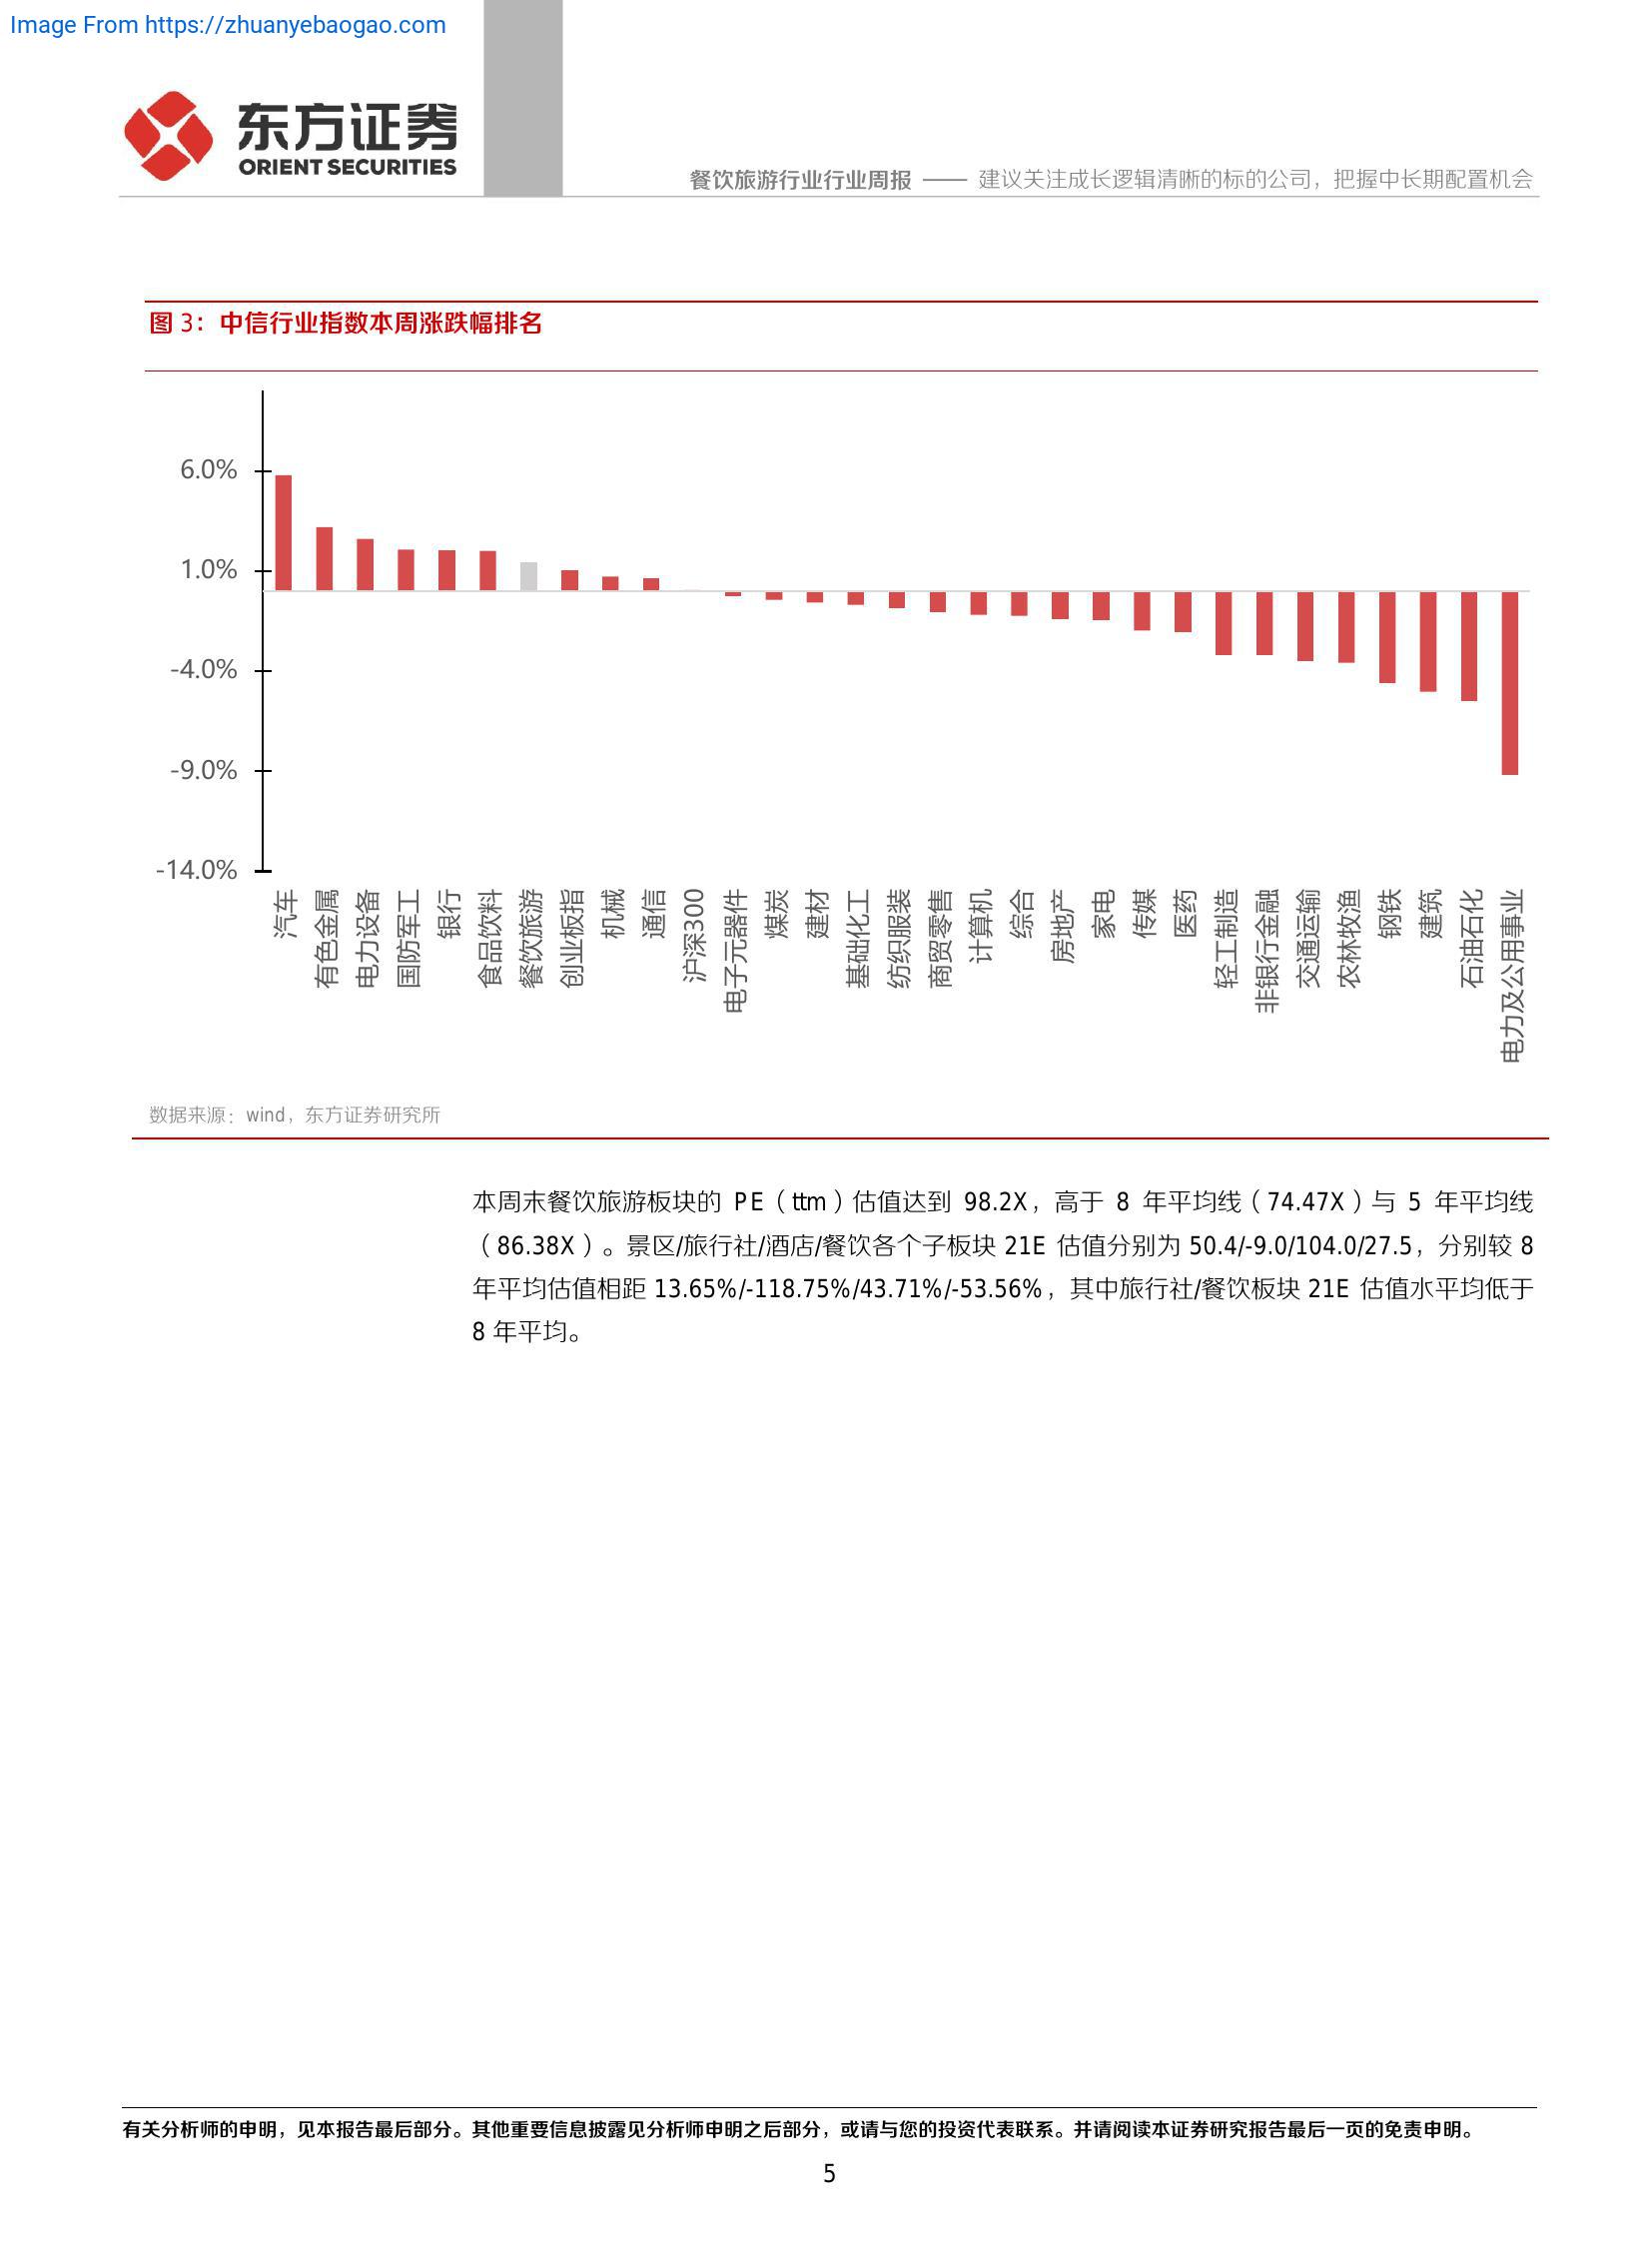 Image From https://zhuanyebaogao.com
东方证券
ORIENT SECURITIES
餐饮旅游行业行业周报 —— 建议关注成长逻辑清晰的标的公司，把握中长期配置机会
图 3：中信行业指数本周涨跌幅排名
6.0%
1.0%
-4.0%
-9.0%
-14.0%
汽车
有色金属
电力设备
国防军工
银行
食品饮料
餐饮旅游
创业板指
机械
通信
沪深300
电子元器件
煤炭
建材
基础化工
纺织服装
商贸零售
计算机
综合
房地产
家电
传媒
医药
轻工制造
非银行金融
交通运输
农林牧渔
钢铁
建筑
石油石化
电力及公用事业
数据来源：wind，东方证券研究所
本周末餐饮旅游板块的 PE（ttm）估值达到 98.2X，高于 8 年平均线（74.47X）与 5 年平均线
（86.38X）。景区/旅行社/酒店/餐饮各个子板块 21E 估值分别为 50.4/-9.0/104.0/27.5，分别较 8
年平均估值相距 13.65%/-118.75%/43.71%/-53.56%，其中旅行社/餐饮板块 21E 估值水平均低于
8 年平均。
有关分析师的申明，见本报告最后部分。其他重要信息披露见分析师申明之后部分，或请与您的投资代表联系。并请阅读本证券研究报告最后一页的免责申明。
5